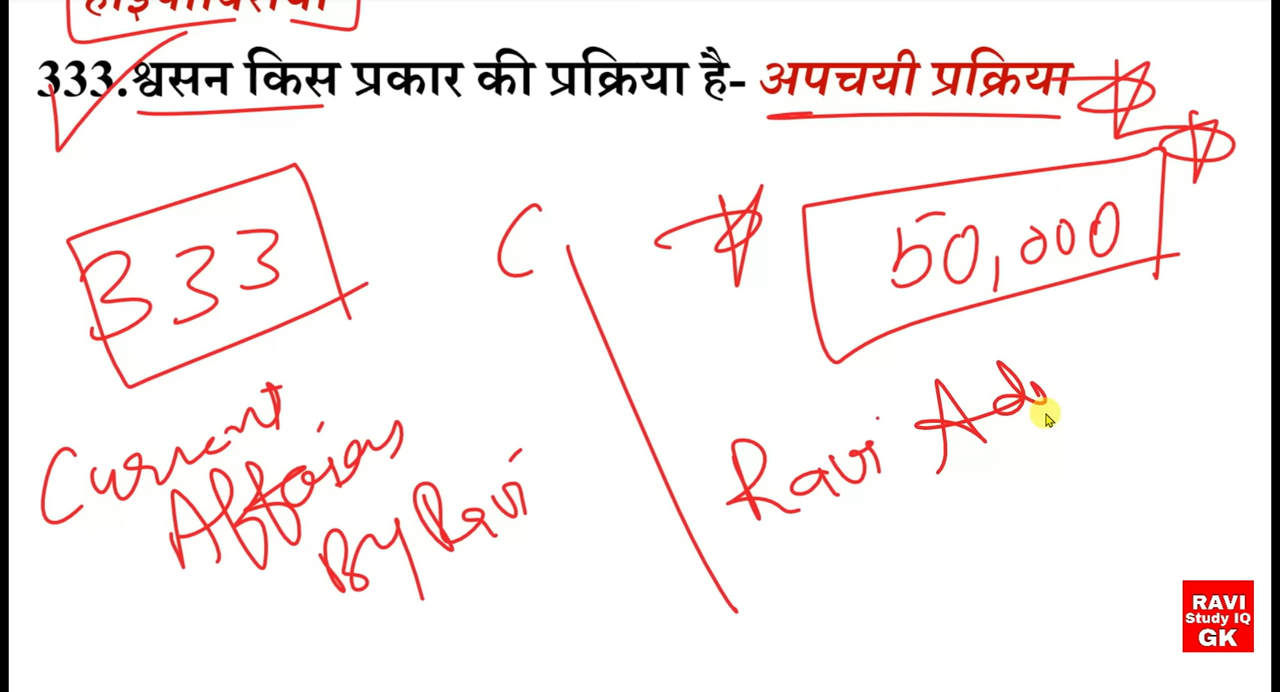 333.श्वसन किस प्रकार की प्रक्रिया है- अपचयी प्रक्रिया
333
C
50,000
Current
Affairs
By Ravi
Ravi Ad
RAVI
Study IQ
GK